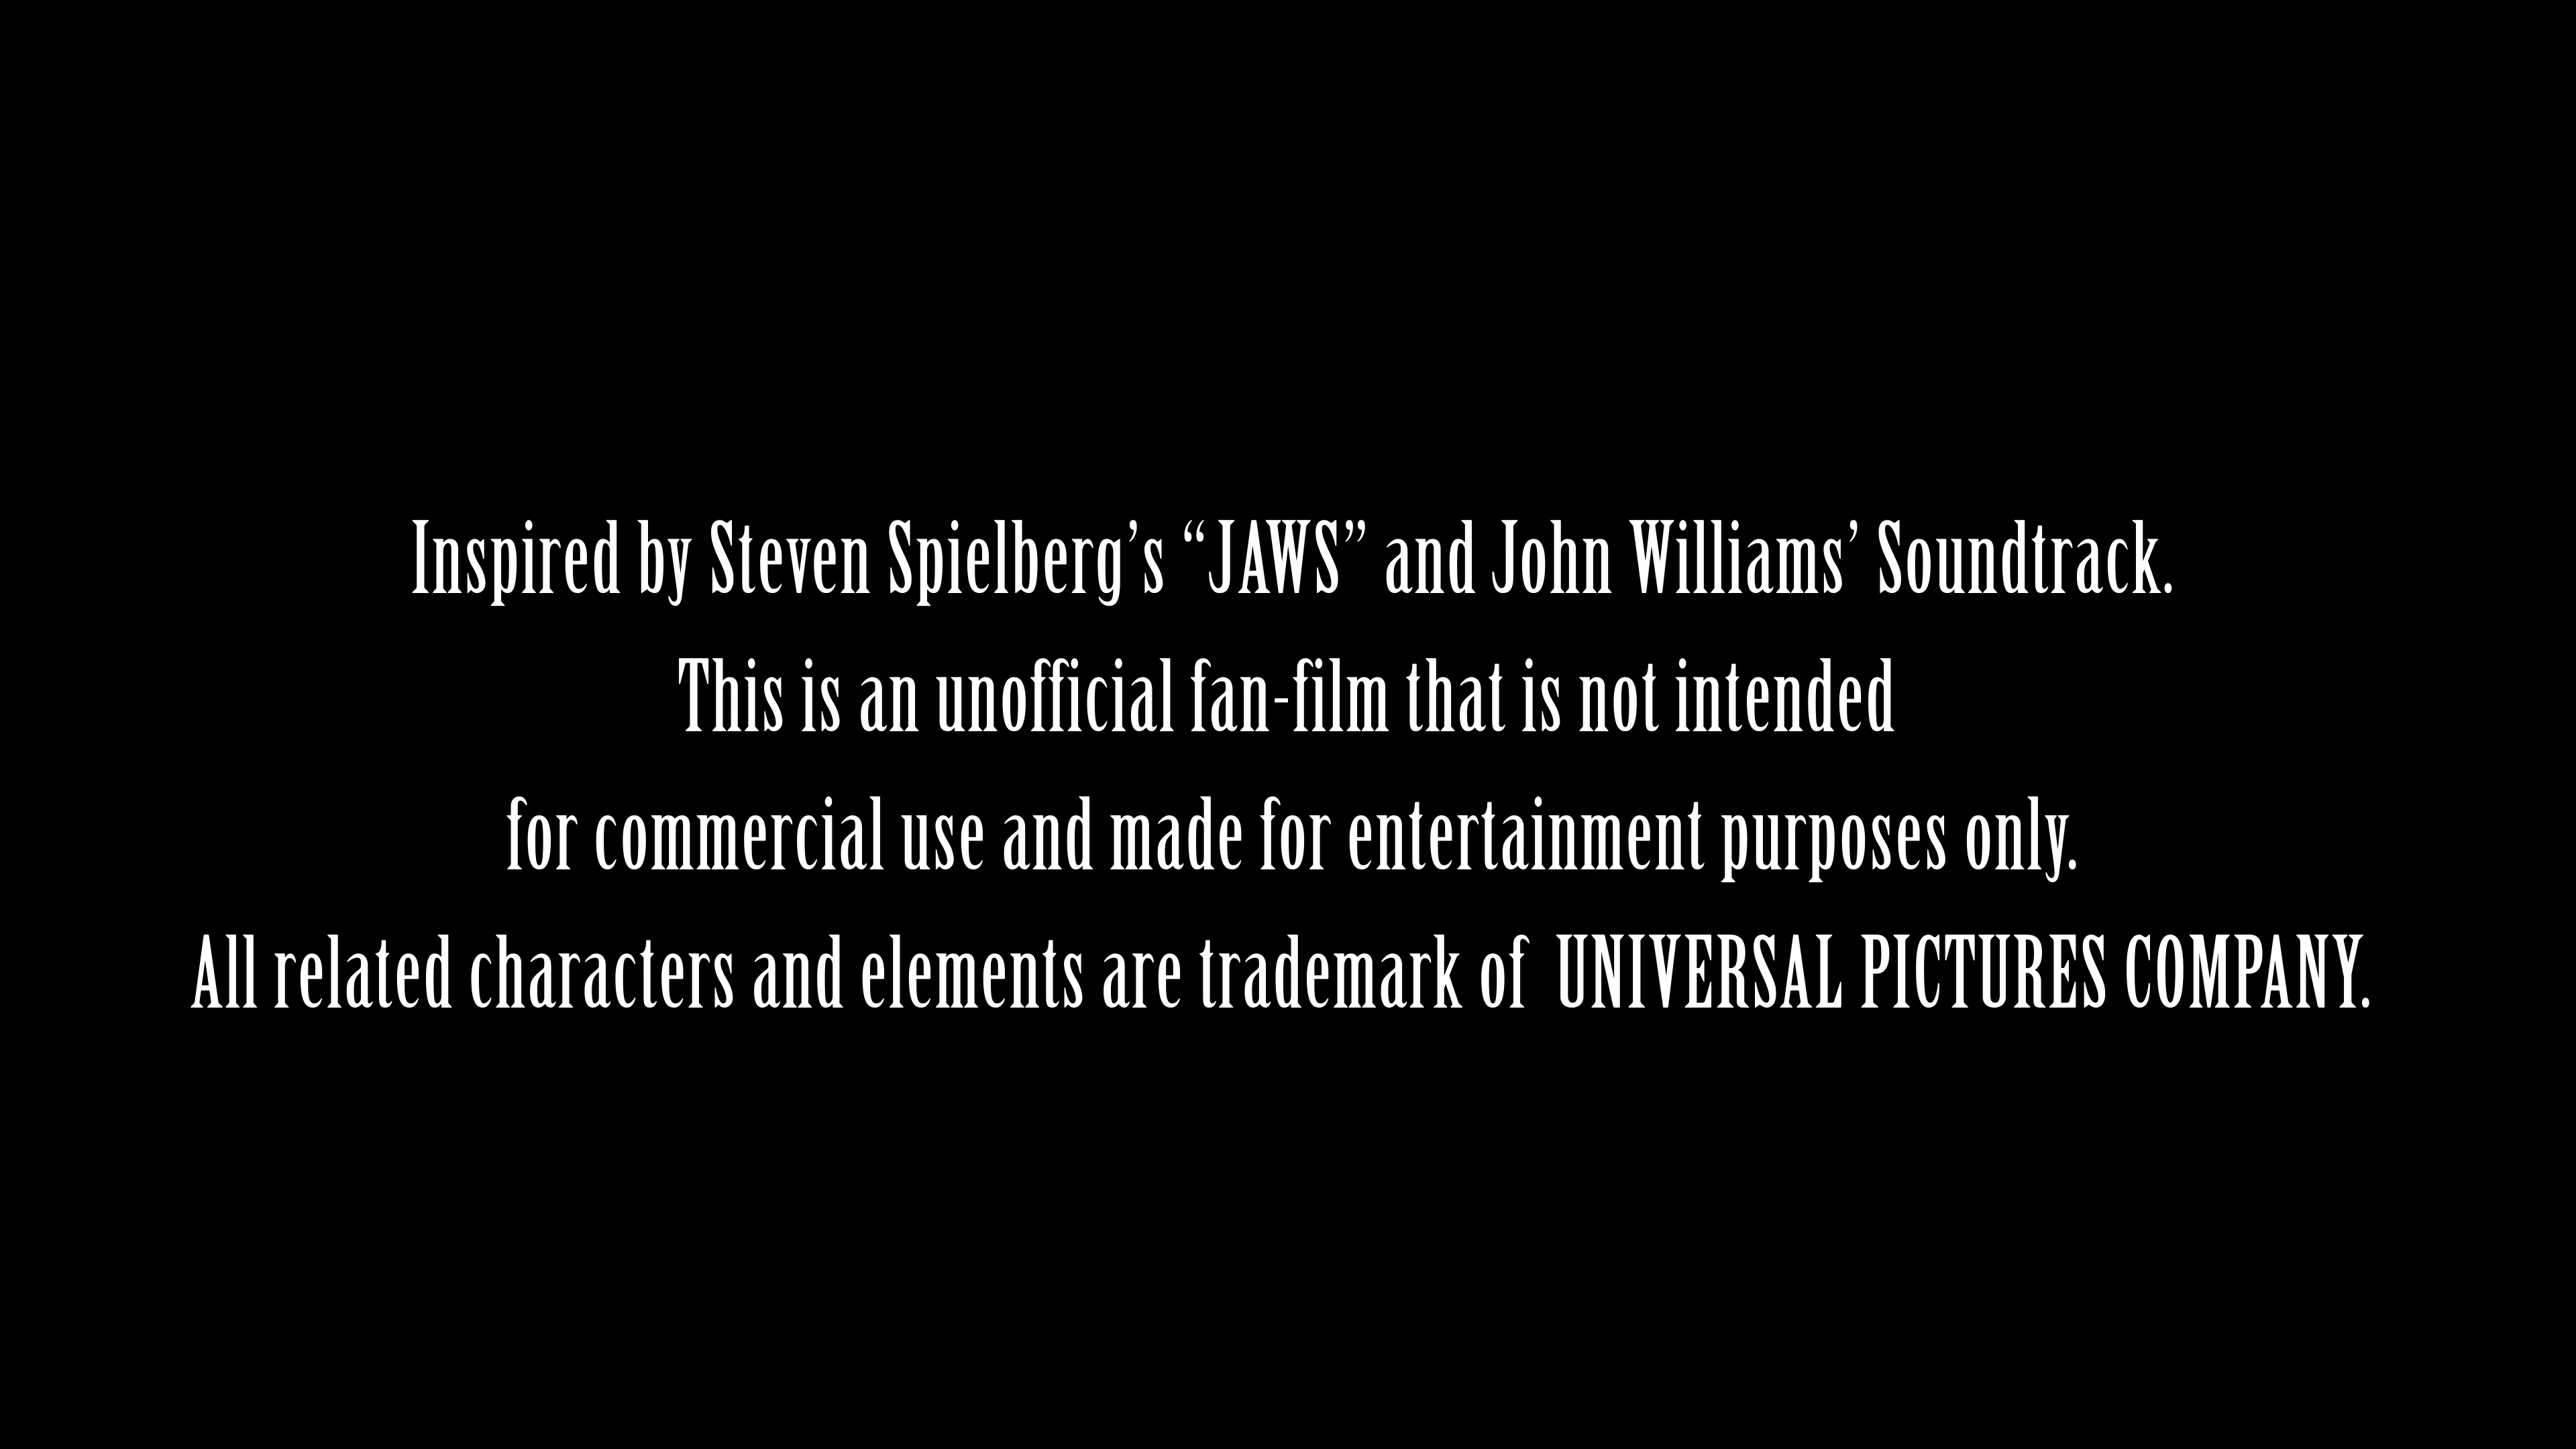 Inspired by Steven Spielberg’s “JAWS” and John Williams’ Soundtrack.
This is an unofficial fan-film that is not intended
for commercial use and made for entertainment purposes only.
All related characters and elements are trademark of  UNIVERSAL PICTURES COMPANY.